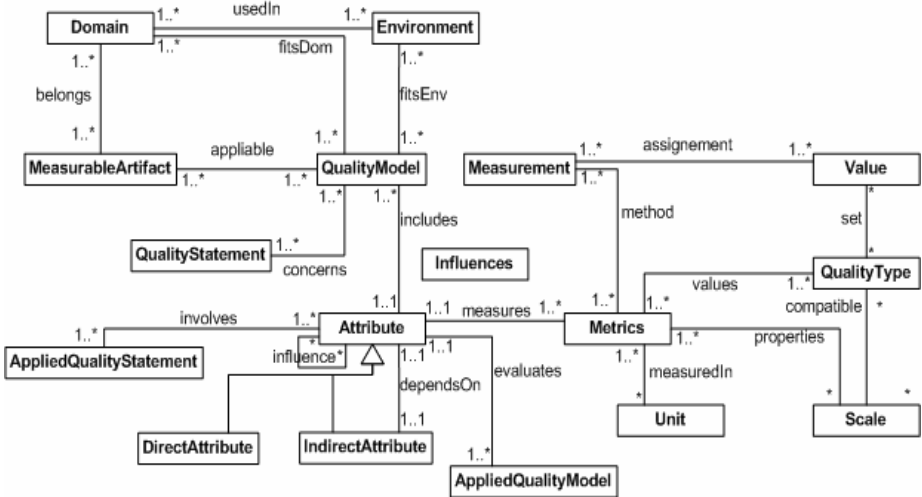 usedIn
1..*
1..*
Domain
Environment
1..*
fitsDom
1..*
1..*
belongs
fitsEnv
1..*
1..*
1..*
appliable
assignement
1..*
1..*
MeasurableArtifact
QualityModel
Measurement
Value
1..*
1..*
1..*
1..*
1..*
*
includes
method
set
QualityStatement
1..*
concerns
Influences
*
QualityType
values
1..*
compatible
1..*
1..*
*
1..1
involves
1..*
1..1
measures
1..*
1..*
Attribute
Metrics
1..*
properties
AppliedQualityStatement
influence
*
*
1..1
1..1
1..*
evaluates
dependsOn
measuredIn
1..1
*
*
*
DirectAttribute
IndirectAttribute
Unit
Scale
1..*
AppliedQualityModel